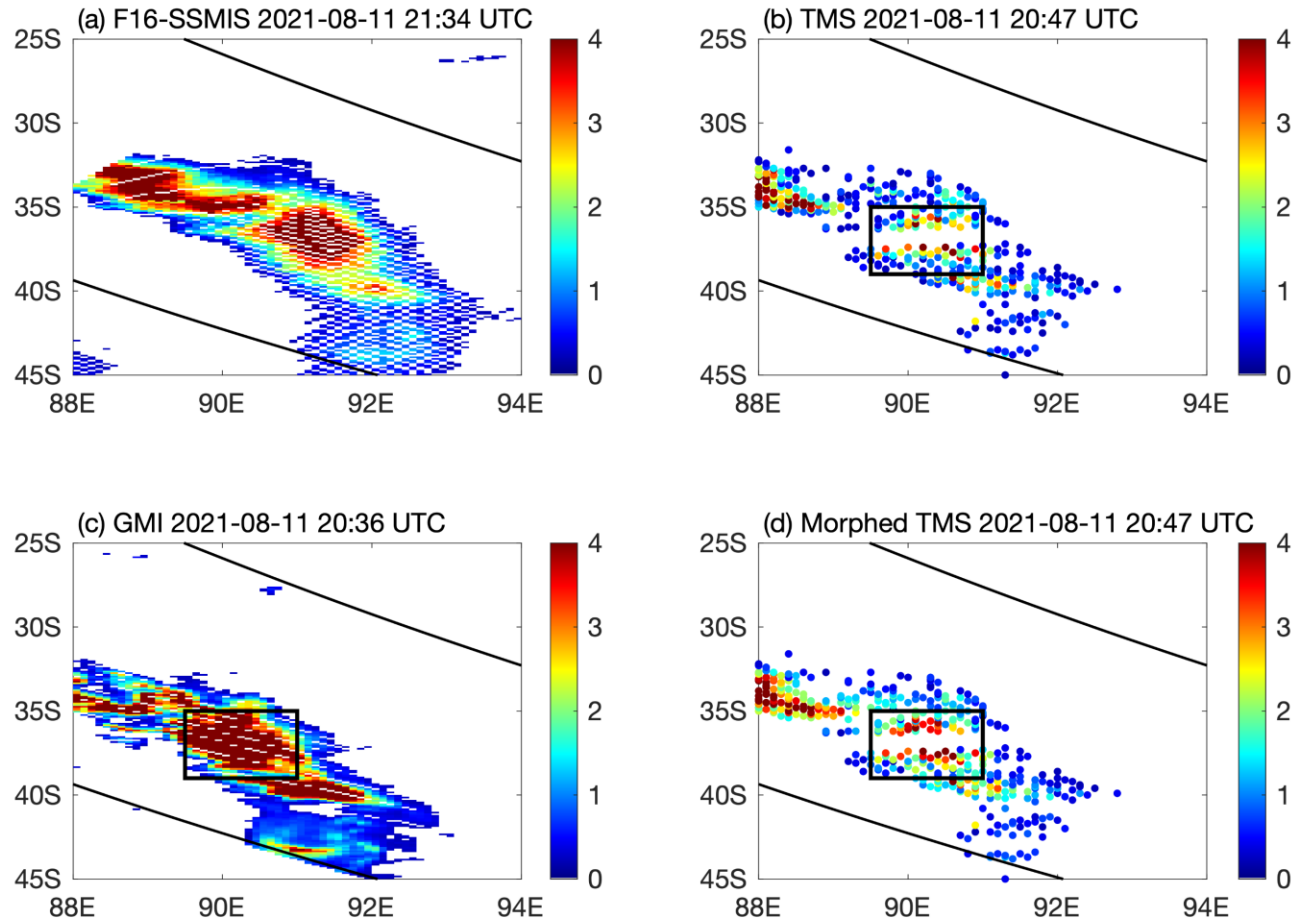 (a) F16-SSMIS 2021-08-11 21:34 UTC
25S
30S
35S
40S
45S
88E 90E 92E 94E
4
3
2
1
0
(b) TMS 2021-08-11 20:47 UTC
25S
30S
35S
40S
45S
88E 90E 92E 94E
4
3
2
1
0
(c) GMI 2021-08-11 20:36 UTC
25S
30S
35S
40S
45S
88E 90E 92E 94E
4
3
2
1
0
(d) Morphed TMS 2021-08-11 20:47 UTC
25S
30S
35S
40S
45S
88E 90E 92E 94E
4
3
2
1
0